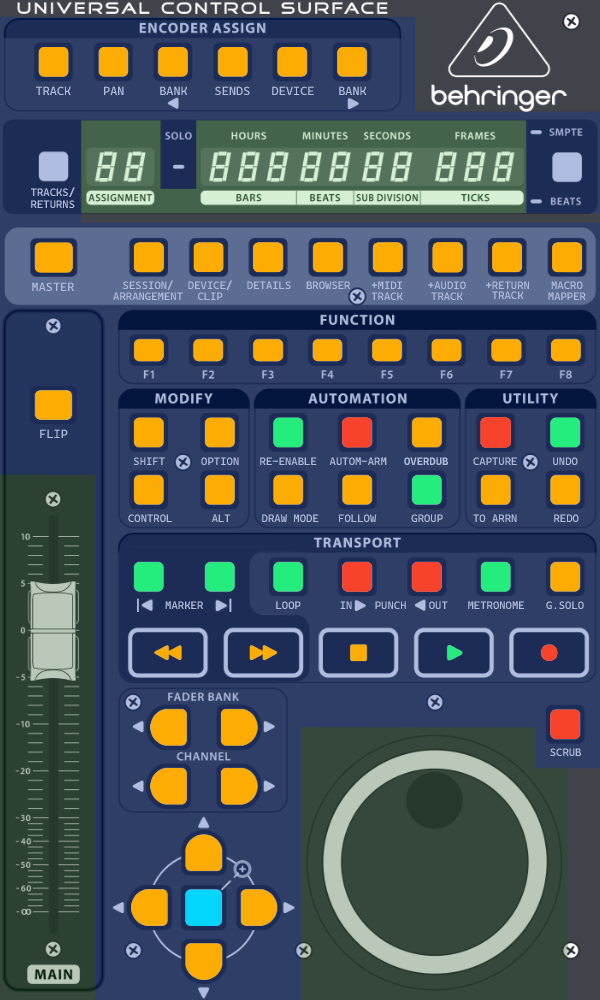 UNIVERSAL CONTROL SURFACE
ENCODER ASSIGN
TRACK PAN BANK SENDS DEVICE BANK
behringer
SOLO HOURS MINUTES SECONDS FRAMES SMPTE
88 - 888 88 88 888
TRACKS/
RETURNS
ASSIGNMENT BARS BEATS SUB DIVISION TICKS BEATS
MASTER
SESSION/
ARRANGEMENT
DEVICE/
CLIP
DETAILS
BROWSER
+MIDI
TRACK
+AUDIO
TRACK
+RETURN
TRACK
MACRO
MAPPER
FUNCTION
F1 F2 F3 F4 F5 F6 F7 F8
FLIP
MODIFY AUTOMATION UTILITY
SHIFT OPTION RE-ENABLE AUTOM-ARM OVERDUB CAPTURE UNDO
CONTROL ALT DRAW MODE FOLLOW GROUP TO ARRN REDO
TRANSPORT
MARKER LOOP IN PUNCH OUT METRONOME G.SOLO
10
5
0
-5
-10
-20
-30
-40
-50
-60
-∞
MAIN
FADER BANK
CHANNEL
SCRUB